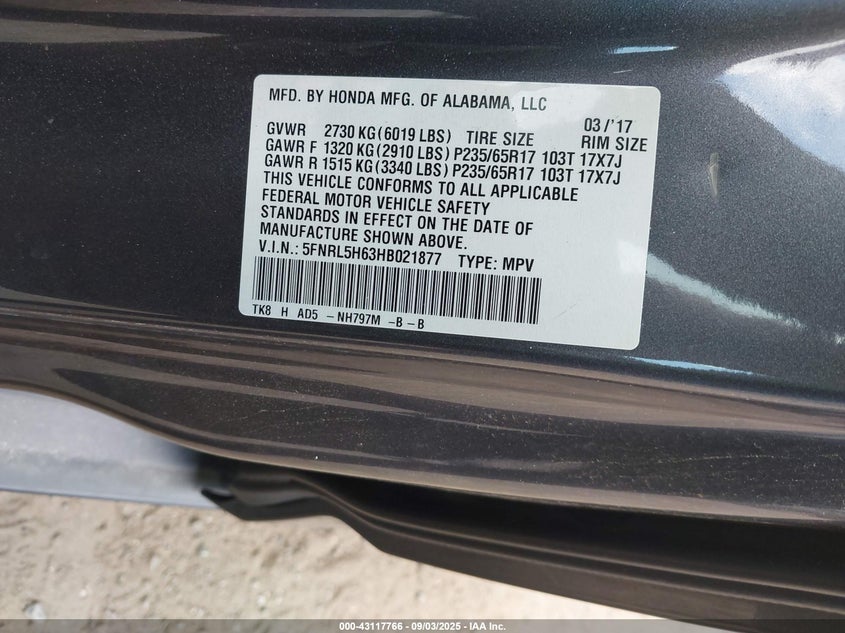 MFD. BY HONDA MFG. OF ALABAMA, LLC
03/'17
GVWR 2730 KG(6019 LBS) TIRE SIZE RIM SIZE
GAWR F 1320 KG(2910 LBS) P235/65R17 103T 17X7J
GAWR R 1515 KG(3340 LBS) P235/65R17 103T 17X7J
THIS VEHICLE CONFORMS TO ALL APPLICABLE
FEDERAL MOTOR VEHICLE SAFETY
STANDARDS IN EFFECT ON THE DATE OF
MANUFACTURE SHOWN ABOVE.
V.I.N.: 5FNRL5H63HB021877 TYPE: MPV
TK8 H AD5 -NH797M -B-B
000-43117766 - 09/03/2025 - IAA Inc.